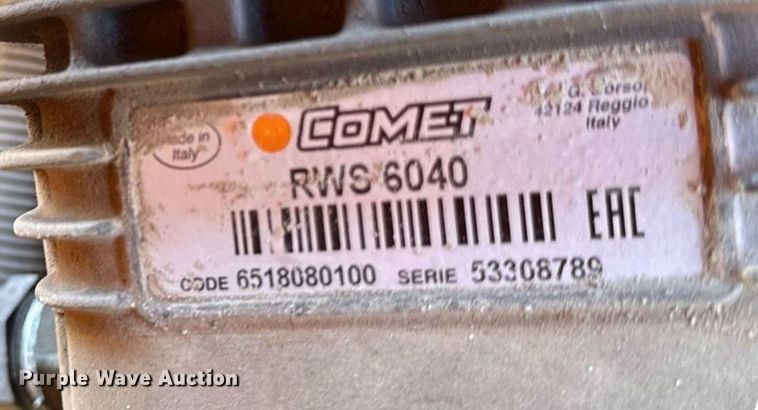 Made in
Italy
COMET
G. Corso,
42124 Reggio
Italy
RWS 6040
EAC
CODE 6518080100 SERIE 53308789
Purple Wave Auction